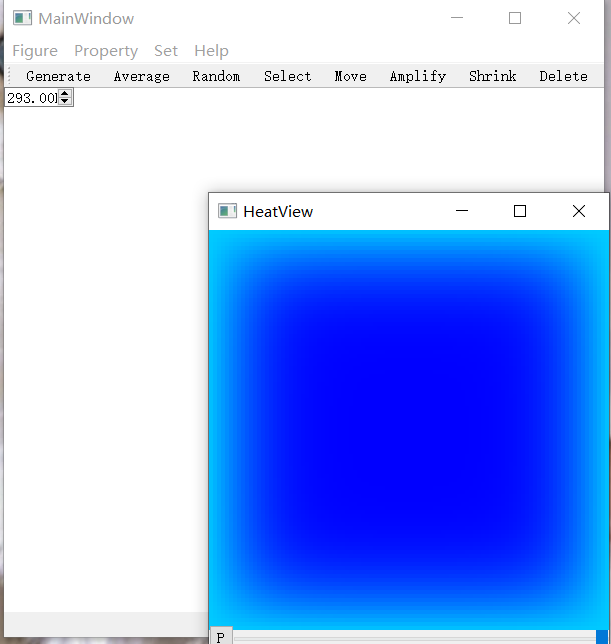 MainWindow
Figure Property Set Help
Generate Average Random Select Move Amplify Shrink Delete
293.00
HeatView
P